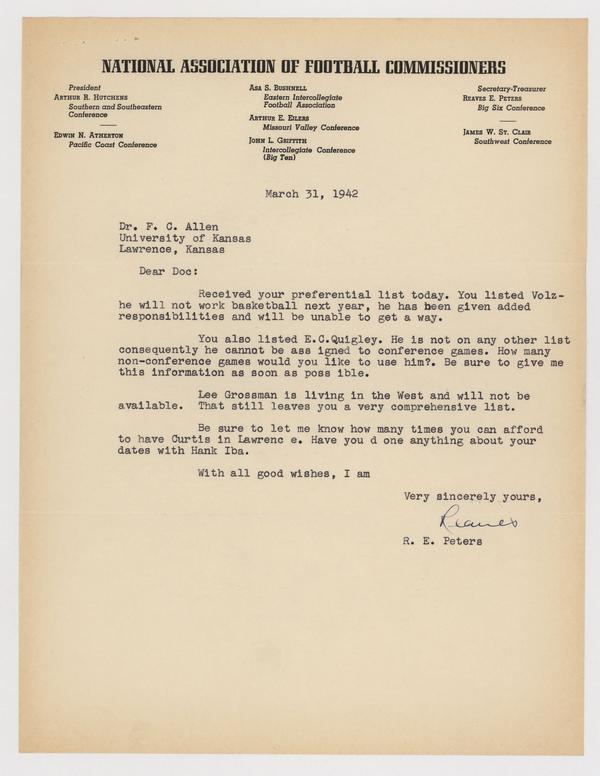 NATIONAL ASSOCIATION OF FOOTBALL COMMISSIONERS
President
ARTHUR R. HUTCHENS
Southern and Southeastern
Conference
EDWIN N. ATHERTON
Pacific Coast Conference
ASA S. BUSHNELL
Eastern Intercollegiate
Football Association
ARTHUR E. EILERS
Missouri Valley Conference
JOHN L. GRIFFITH
Intercollegiate Conference
(Big Ten)
Secretary-Treasurer
REAVES E. PETERS
Big Six Conference
JAMES W. ST. CLAIR
Southwest Conference
March 31, 1942
Dr. F. C. Allen
University of Kansas
Lawrence, Kansas
Dear Doc:
Received your preferential list today. You listed Volz-
he will not work basketball next year, he has been given added
responsibilities and will be unable to get a way.
You also listed E.C.Quigley. He is not on any other list
consequently he cannot be ass igned to conference games. How many
non-conference games would you like to use him?. Be sure to give me
this information as soon as poss ible.
Lee Grossman is living in the West and will not be
available. That still leaves you a very comprehensive list.
Be sure to let me know how many times you can afford
to have Curtis in Lawrenc e. Have you d one anything about your
dates with Hank Iba.
With all good wishes, I am
Very sincerely yours,
Reaves
R. E. Peters